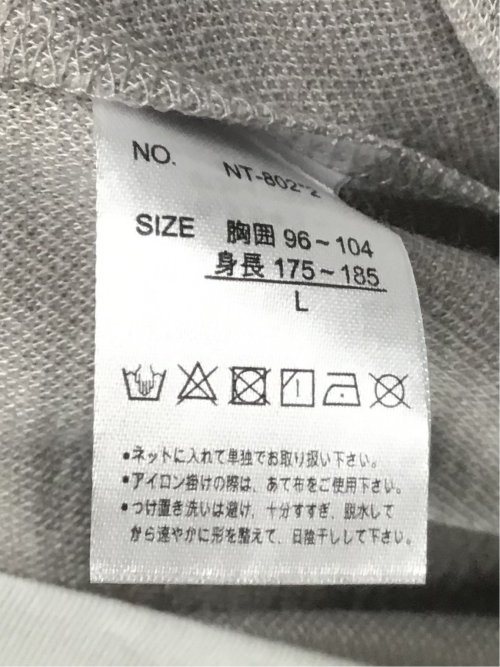 NO. NT-802-2
SIZE 胸囲 96～104
身長 175～185
L
•ネットに入れて単独でお取り扱い下さい。
•アイロン掛けの際は、あて布をご使用下さい。
•つけ置き洗いは避け、十分すすぎ、脱水して
から速やかに形を整えて、日陰干しして下さい。